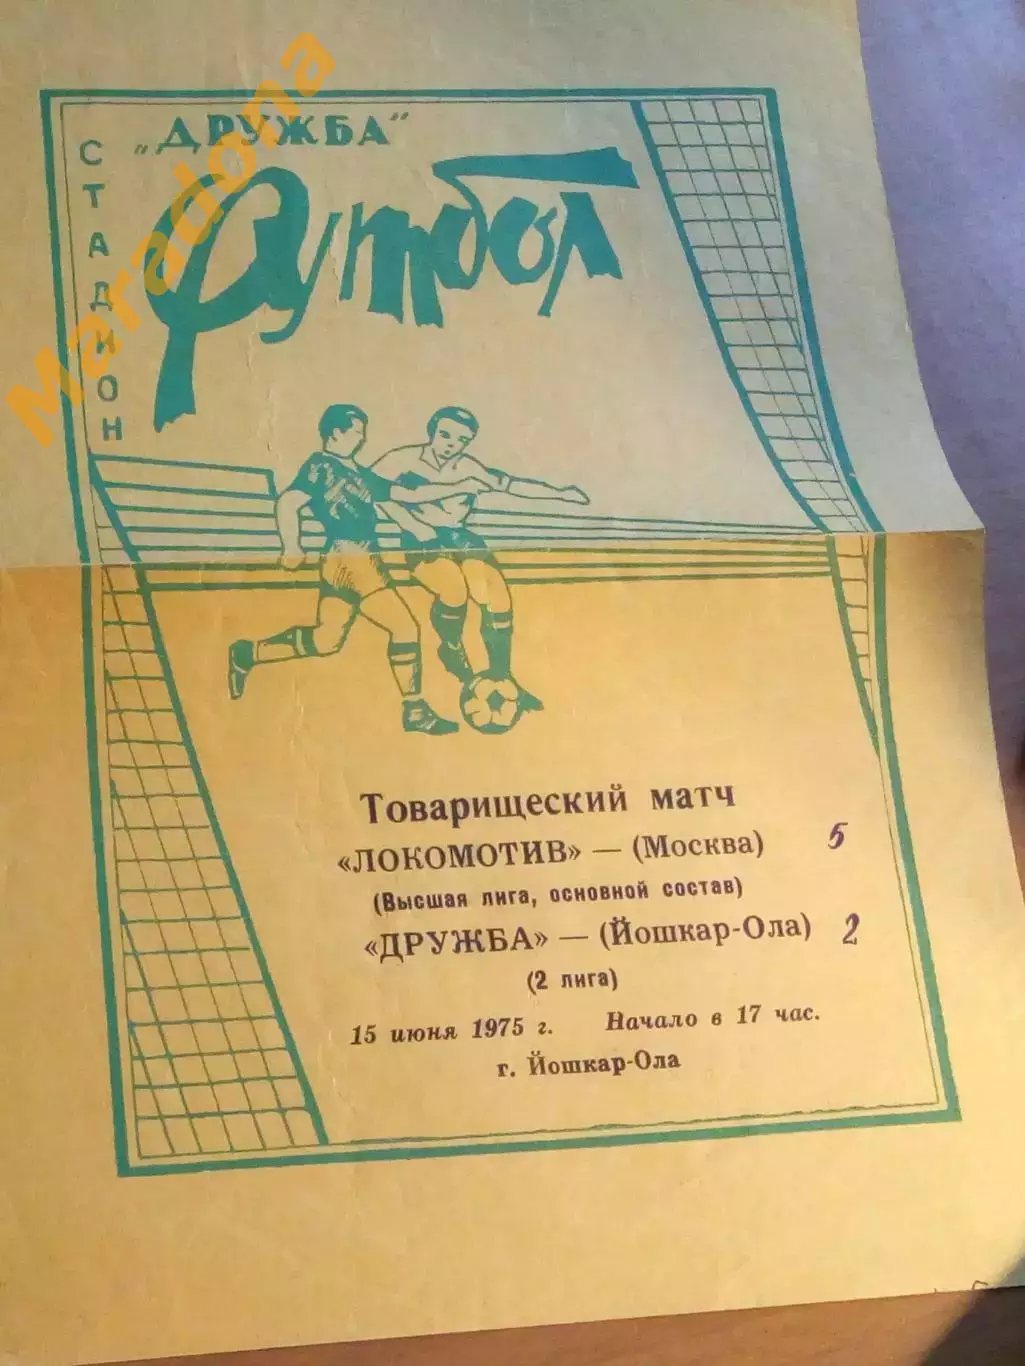 Maradona
СТАДИОН
„ДРУЖБА"
Футбол
Товарищеский матч
«ЛОКОМОТИВ» — (Москва) 5
(Высшая лига, основной состав)
«ДРУЖБА» — (Йошкар-Ола) 2
(2 лига)
15 июня 1975 г. Начало в 17 час.
г. Йошкар-Ола